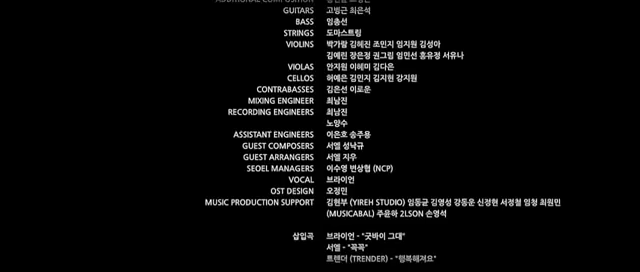 GUITARS 고빙근 최은석
BASS 임충선
STRINGS 도마스트링
VIOLINS 박가람 김혜진 조민지 임지원 김성아
김예린 장은정 권그림 임민선 홍유정 서유나
VIOLAS 안지원 이혜미 김다은
CELLOS 허예은 김민지 김지현 강지원
CONTRABASSES 김은선 이로운
MIXING ENGINEER 최남진
RECORDING ENGINEERS 최남진
노양수
ASSISTANT ENGINEERS 이은호 송주용
GUEST COMPOSERS 서엘 성낙규
GUEST ARRANGERS 서엘 지우
SEOEL MANAGERS 이수영 변상협 (NCP)
VOCAL 브라이언
OST DESIGN 오정민
MUSIC PRODUCTION SUPPORT 김현부 (YIREH STUDIO) 임동균 김영성 강동운 신정현 서정철 임청 최원민
(MUSICABAL) 주윤하 2LSON 손영석
삽입곡 브라이언 - "굿바이 그대"
서엘 - "꼭꼭"
트렌더 (TRENDER) - "행복해져요"